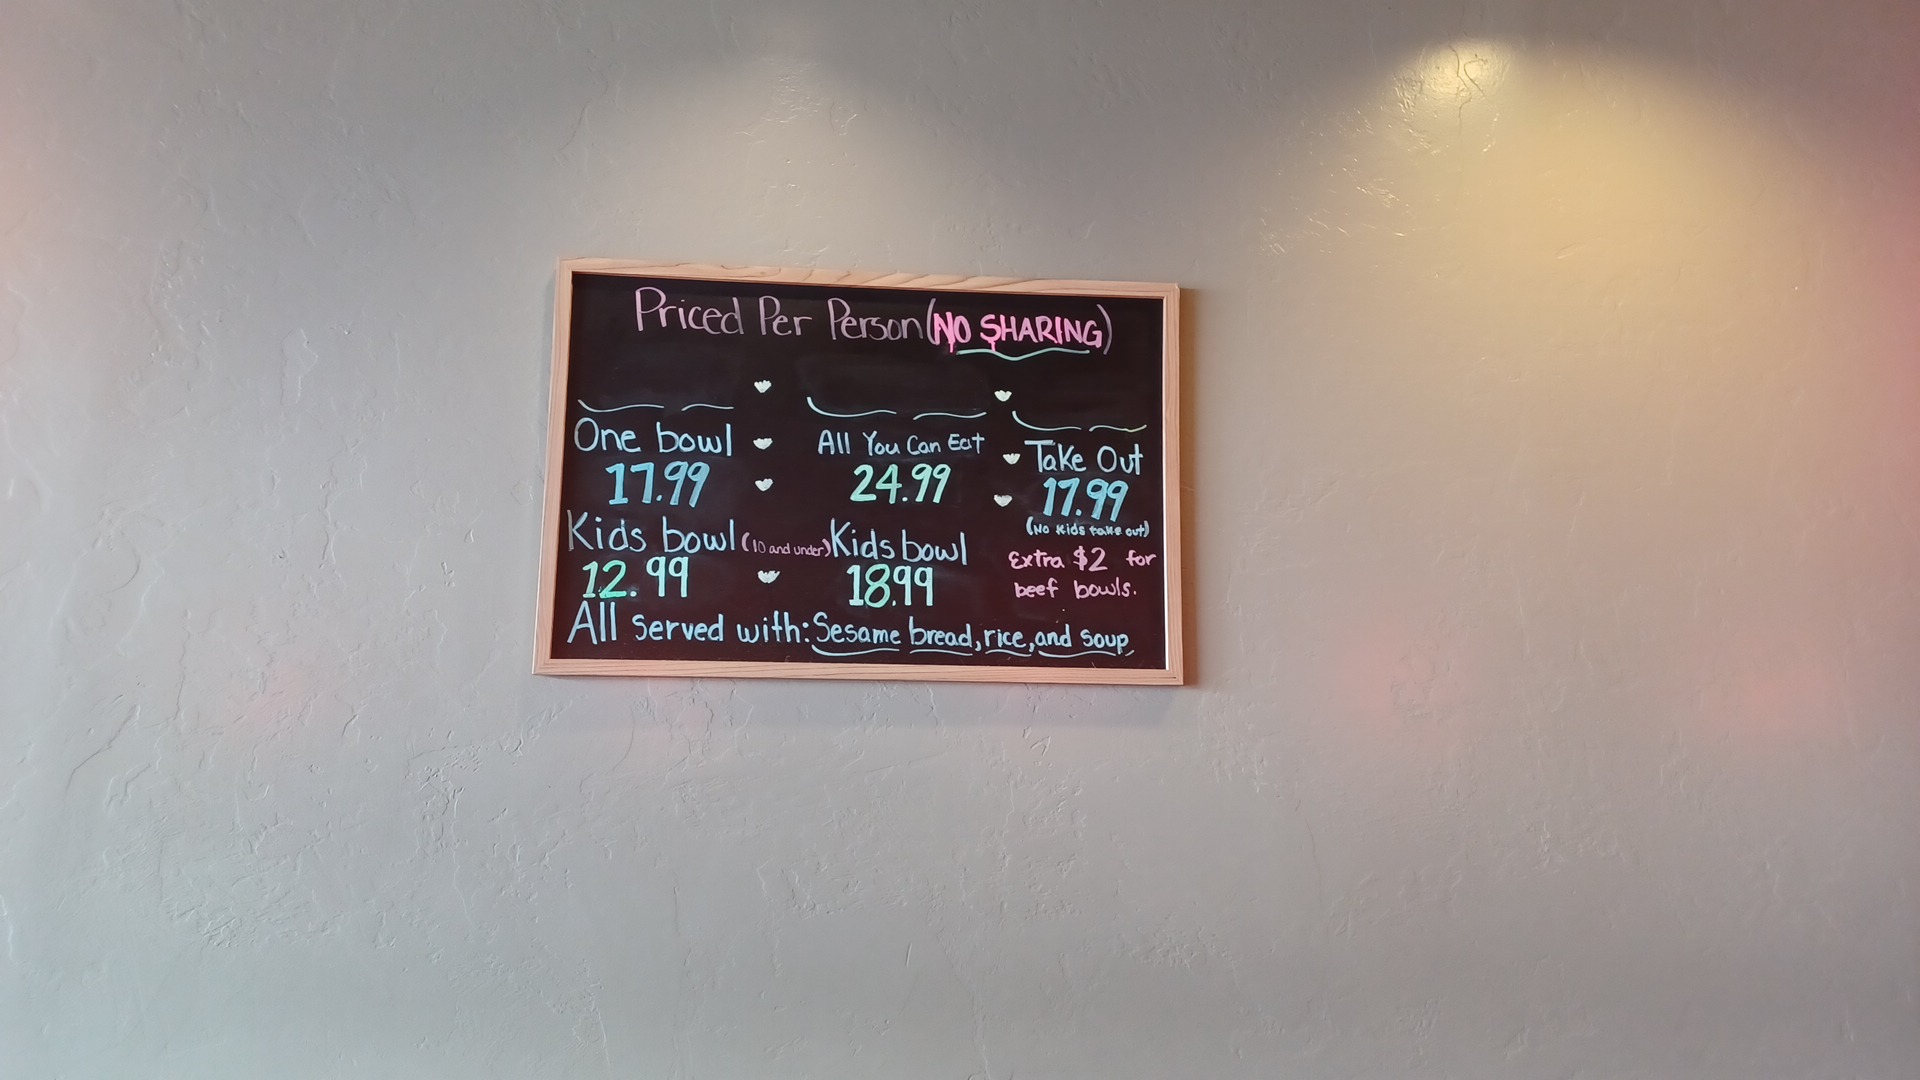 Priced Per Person (NO SHARING)
One bowl
17.99
Kids bowl (10 and under)
12.99
All You Can Eat
24.99
Kids bowl
18.99
Take Out
17.99
(No Kids take out)
Extra $2 for
beef bowls.
All served with: Sesame bread, rice, and soup,